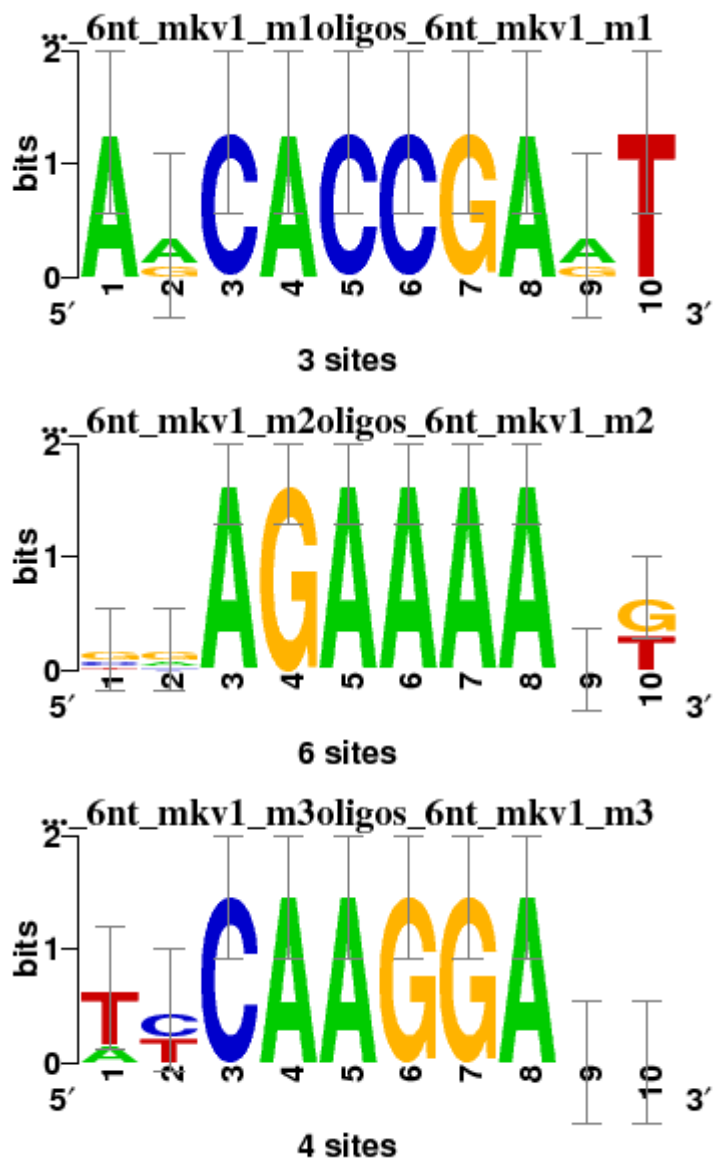 ..._6nt_mkv1_m1oligos_6nt_mkv1_m1
2
bits
1
0
A A G C A C C G A A G T
5′ 1 2 3 4 5 6 7 8 9 10 3′
3 sites
..._6nt_mkv1_m2oligos_6nt_mkv1_m2
2
bits
1
0
G C T G A C A G A A A A G T
5′ 1 2 3 4 5 6 7 8 9 10 3′
6 sites
..._6nt_mkv1_m3oligos_6nt_mkv1_m3
2
bits
1
0
T A C T C A A G G A
5′ 1 2 3 4 5 6 7 8 9 10 3′
4 sites